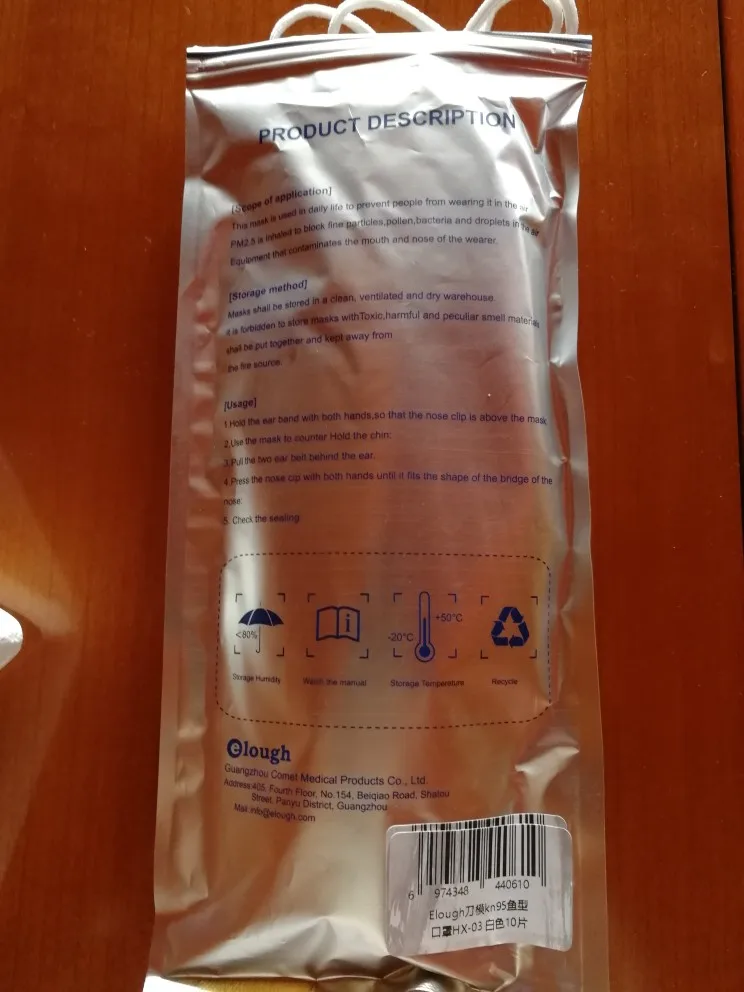 PRODUCT DESCRIPTION
[Scope of application]
This mask is used in daily life to prevent people from wearing it in the air
PM2.5 is inhaled to block fine particles,pollen,bacteria and droplets in the air
Equipment that contaminates the mouth and nose of the wearer.
[Storage method]
Masks shall be stored in a clean, ventilated and dry warehouse.
it is forbidden to store masks withToxic,harmful and peculiar smell materials
shall be put together and kept away from
the fire source.
[Usage]
1.Hold the ear band with both hands,so that the nose clip is above the mask
2.Use the mask to counter Hold the chin:
3.Pull the two ear belt behind the ear.
4.Press the nose cip with both hands until it fits the shape of the bridge of the
nose:
5. Check the sealing
<80%
i
+50°C
-20°C
Storage Humidity
Watch the manual
Storage Temperature
Recycle
elough
Guangzhou Comet Medical Products Co., Ltd.
Address:405, Fourth Floor, No.154, Beiqiao Road, Shatou
Street, Panyu District, Guangzhou
Mail: info@elough.com
6 974348 440610
Elough刀模kn95鱼型
口罩HX-03 白色10片